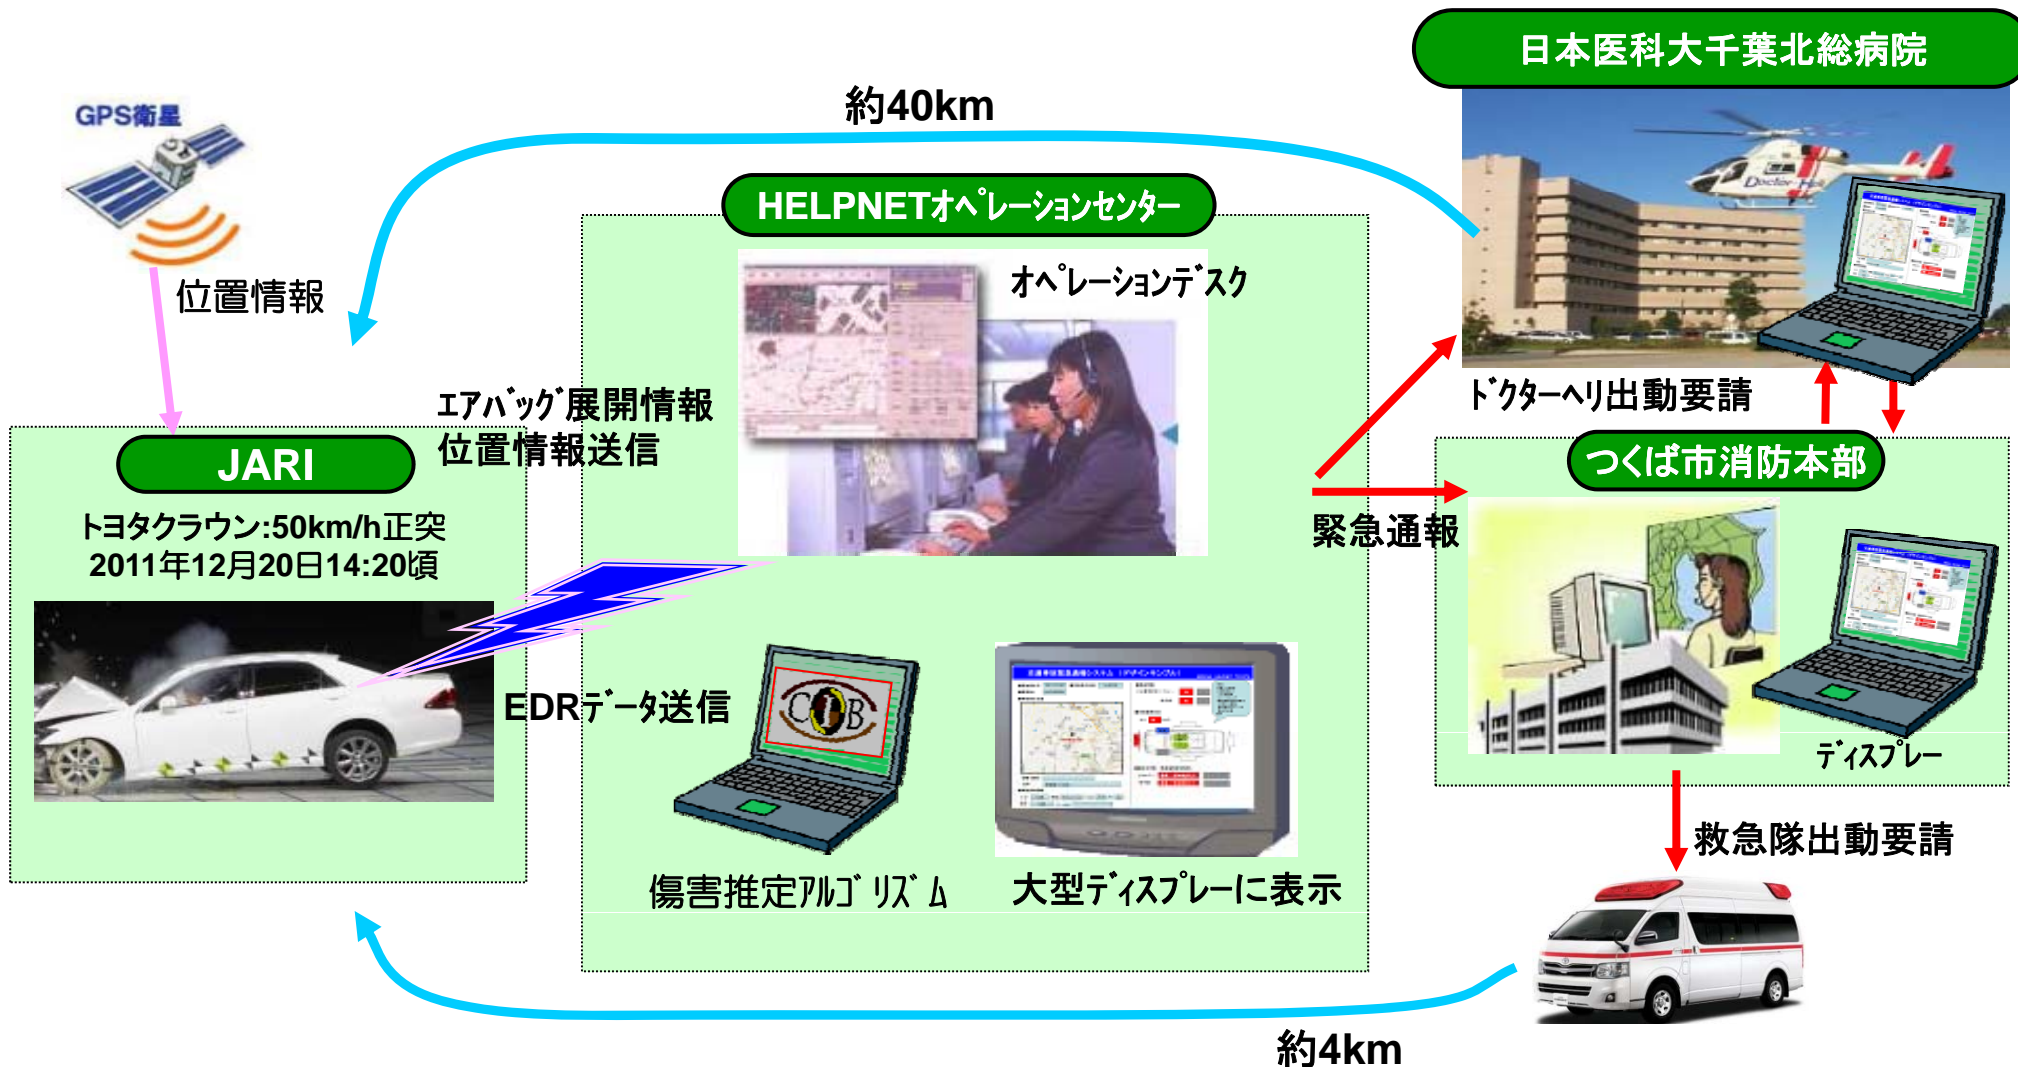 日本医科大千葉北総病院
GPS衛星
約40km
HELPNETオペレーションセンター
Doctor-Heli
オペレーションデスク
位置情報
エアバッグ展開情報
位置情報送信
ドクターヘリ出動要請
JARI
つくば市消防本部
トヨタクラウン:50km/h正突
2011年12月20日14:20頃
緊急通報
EDRデータ送信
CIB
ディスプレー
救急隊出動要請
傷害推定アルゴリズム
大型ディスプレーに表示
約4km